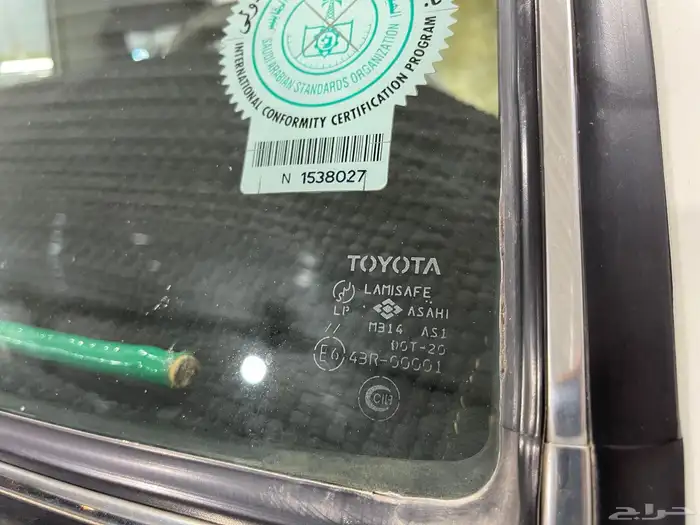 SAUDI ARABIAN STANDARDS ORGANIZATION
INTERNATIONAL CONFORMITY CERTIFICATION PROGRAM
N 1538027
TOYOTA
LAMISAFE
LP ASAHI
M314 AS1
DOT-20
E6 43R-00001
حراج